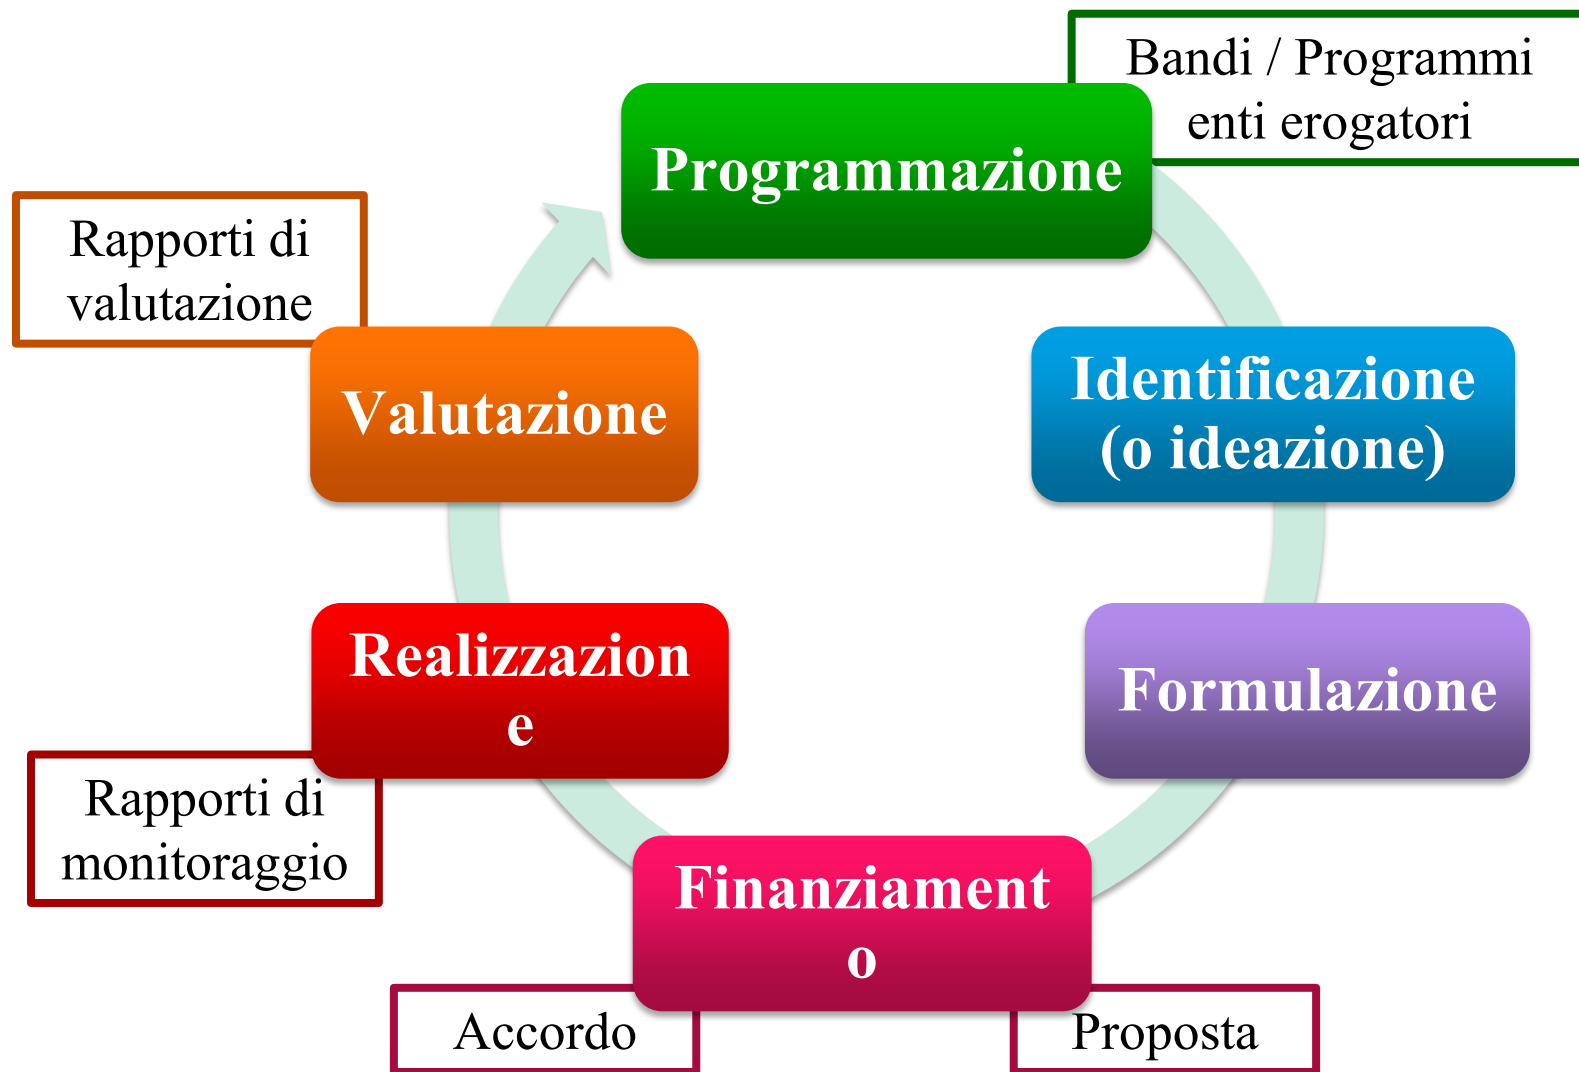 Bandi / Programmi
enti erogatori
Programmazione
Identificazione
(o ideazione)
Formulazione
Finanziament
o
Proposta
Accordo
Realizzazion
e
Rapporti di
monitoraggio
Valutazione
Rapporti di
valutazione